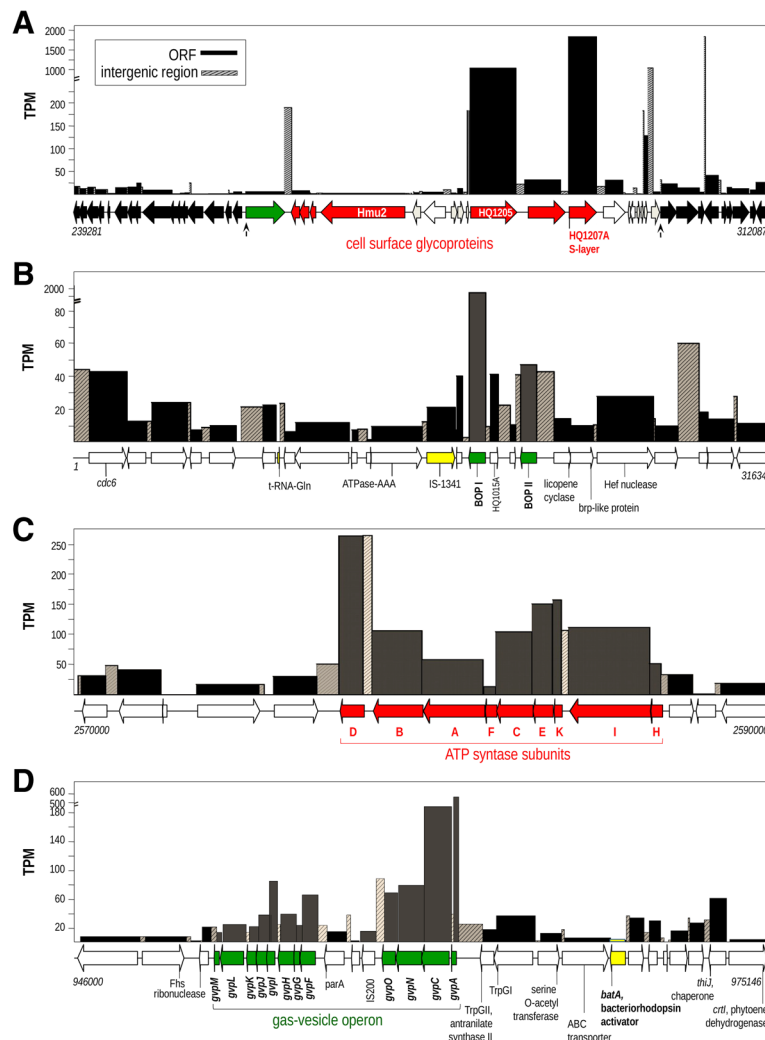 A
2000
1500
1000
200
150
100
50
TPM
ORF
intergenic region
Hmu2
HQ1205
239281
cell surface glycoproteins
HQ1207A
S-layer
312087
B
2000
80
60
40
20
TPM
1
cdc6
t-RNA-Gln
ATPase-AAA
IS-1341
BOP I
HQ1015A
BOP II
licopene
cyclase
brp-like protein
Hef nuclease
31634
C
250
200
150
100
50
TPM
2570000
D
B
A
F
C
E
K
I
H
2590000
ATP syntase subunits
D
600
500
180
140
100
60
20
TPM
946000
Fhs
ribonuclease
gvpM
gvpL
gvpK
gvpJ
gvpI
gvpH
gvpG
gvpF
parA
IS200
gvpO
gvpN
gvpC
gvpA
gas-vesicle operon
TrpGII,
antranilate
synthase II
TrpGI
serine
O-acetyl
transferase
ABC
transporter
batA,
bacteriorhodopsin
activator
thiJ,
chaperone
975146
crtI, phytoene
dehydrogenase